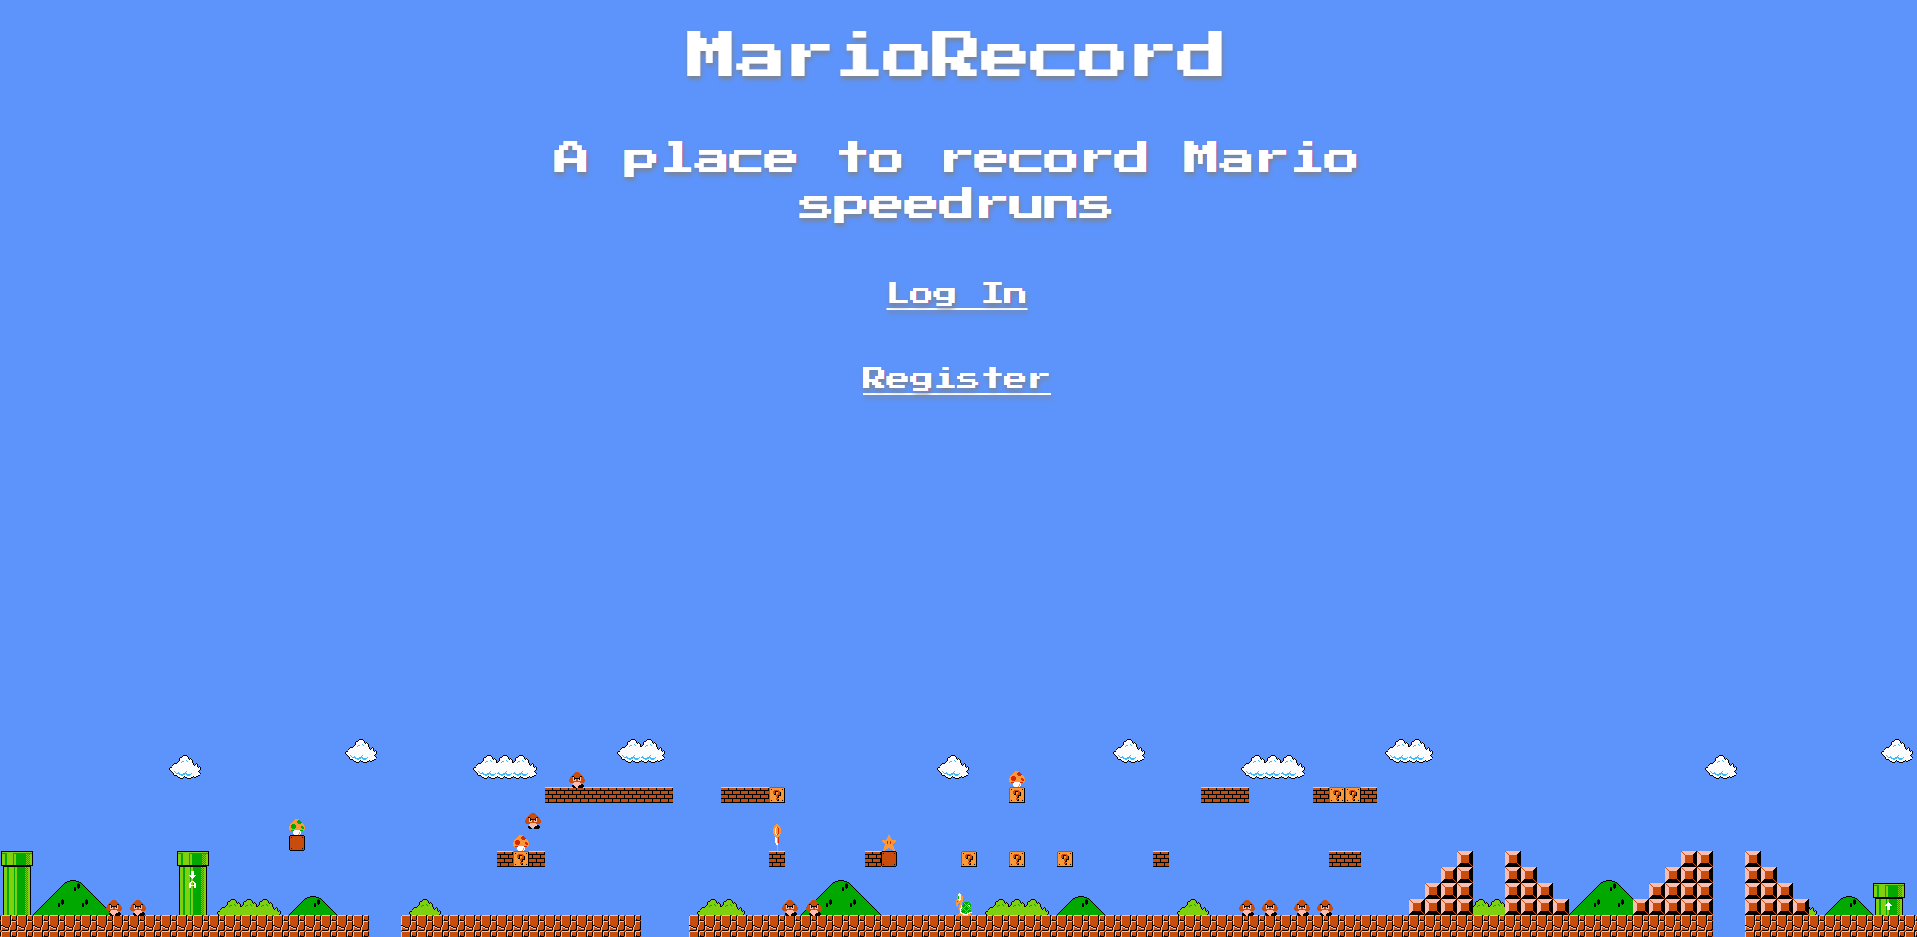 MarioRecord
A place to record Mario
speedruns
Log In
Register
? 
?
? ?
?
? ? ?
A